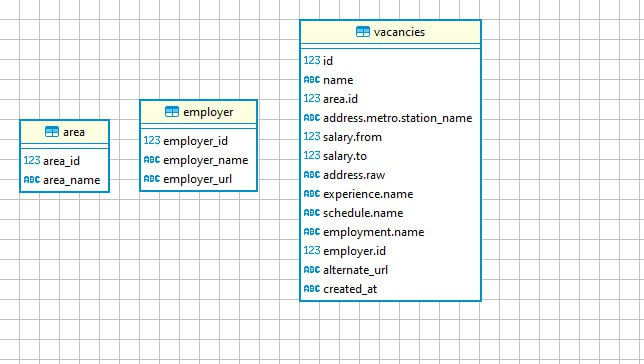 area
123 area_id
ABC area_name
employer
123 employer_id
ABC employer_name
ABC employer_url
vacancies
123 id
ABC name
123 area.id
ABC address.metro.station_name
123 salary.from
123 salary.to
ABC address.raw
ABC experience.name
ABC schedule.name
ABC employment.name
123 employer.id
ABC alternate_url
ABC created_at